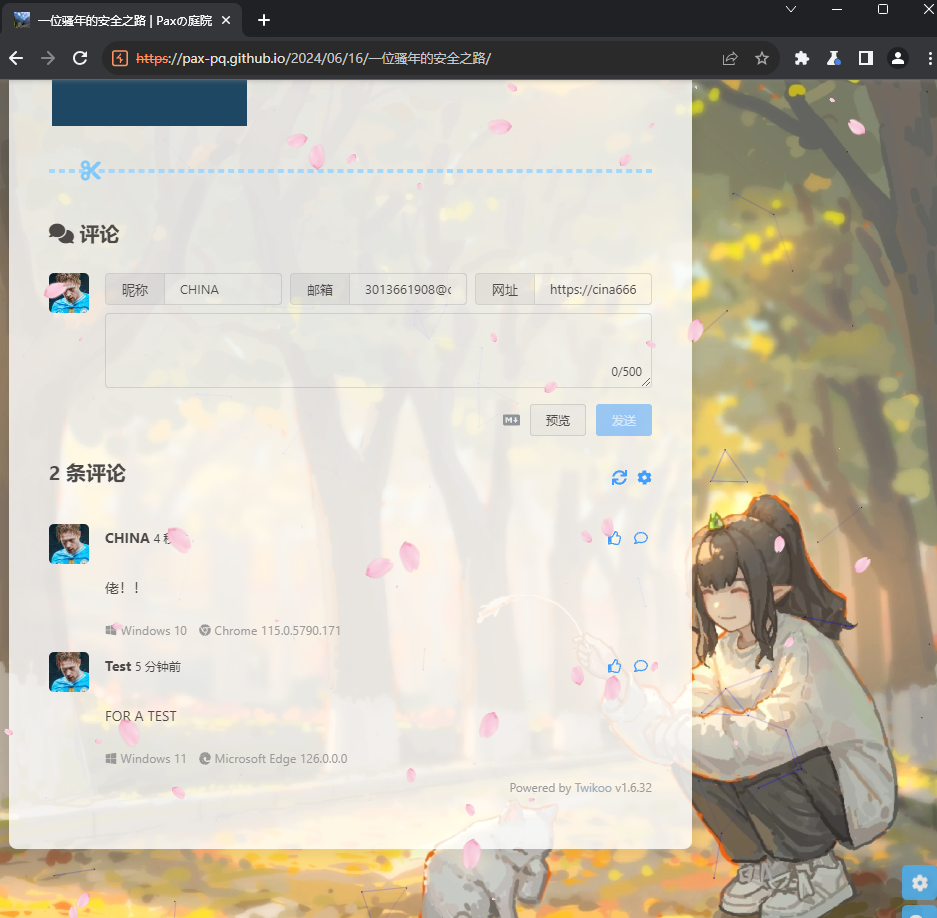 一位骚年的安全之路 | Paxの庭院
https://pax-pq.github.io/2024/06/16/一位骚年的安全之路/
评论
昵称 CHINA 邮箱 3013661908@c 网址 https://cina666
0/500
M 预览 发送
2 条评论
CHINA 4
佬！！
Windows 10 Chrome 115.0.5790.171
Test 5 分钟前
FOR A TEST
Windows 11 Microsoft Edge 126.0.0.0
Powered by Twikoo v1.6.32